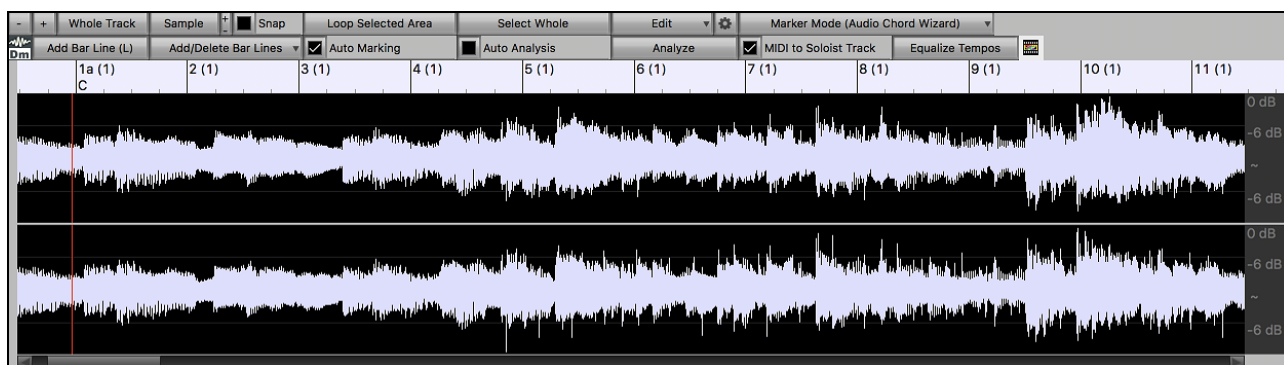 - + Whole Track Sample + - Snap Loop Selected Area Select Whole Edit Marker Mode (Audio Chord Wizard)
Dm Add Bar Line (L) Add/Delete Bar Lines Auto Marking Auto Analysis Analyze MIDI to Soloist Track Equalize Tempos
1a (1) 2 (1) 3 (1) 4 (1) 5 (1) 6 (1) 7 (1) 8 (1) 9 (1) 10 (1) 11 (1)
C
0 dB
-6 dB
~
-6 dB
0 dB
-6 dB
~
-6 dB